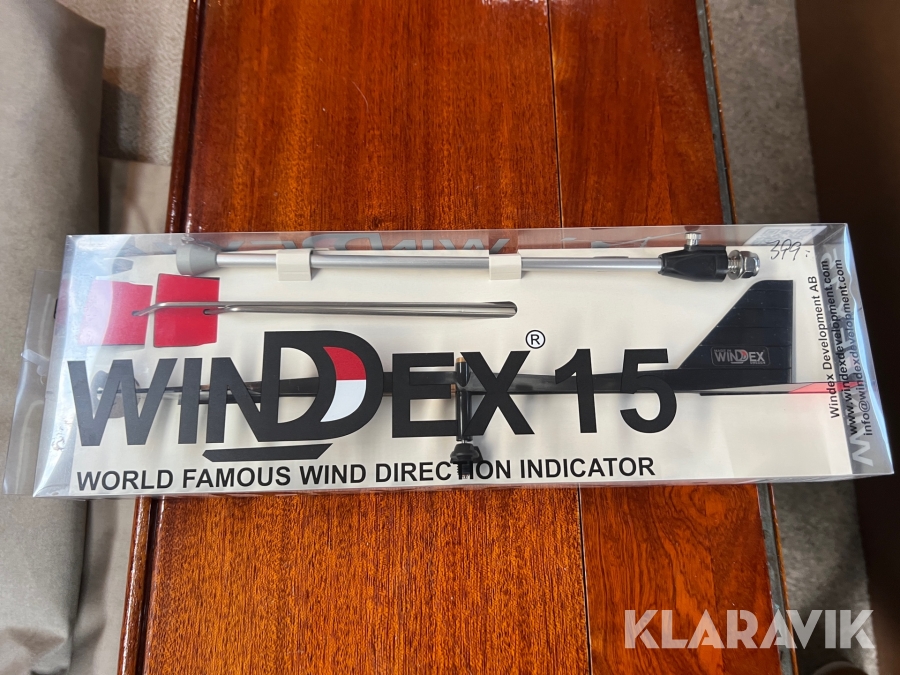 399:-
WINDEX® 15
WORLD FAMOUS WIND DIRECTION INDICATOR
WINDEX
Windex Development AB
www.windexdevelopment.com
info@windexdevelopment.com
KLARAVIK